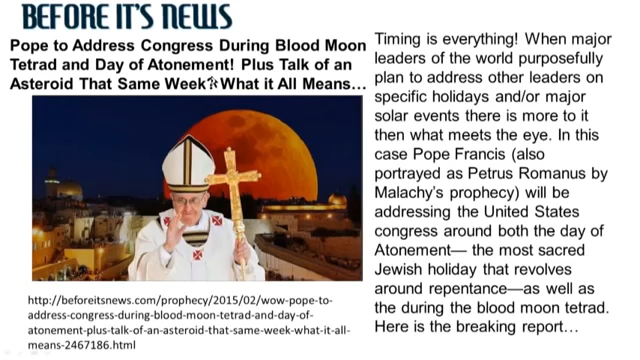 BEFORE IT'S NEWS
Pope to Address Congress During Blood Moon
Tetrad and Day of Atonement! Plus Talk of an
Asteroid That Same Week What it All Means…
Timing is everything! When major
leaders of the world purposefully
plan to address other leaders on
specific holidays and/or major
solar events there is more to it
then what meets the eye. In this
case Pope Francis (also
portrayed as Petrus Romanus by
Malachy's prophecy) will be
addressing the United States
congress around both the day of
Atonement— the most sacred
Jewish holiday that revolves
around repentance—as well as
the during the blood moon tetrad.
Here is the breaking report…
http://beforeitsnews.com/prophecy/2015/02/wow-pope-to-
address-congress-during-blood-moon-tetrad-and-day-of-
atonement-plus-talk-of-an-asteroid-that-same-week-what-it-all-
means-2467186.html